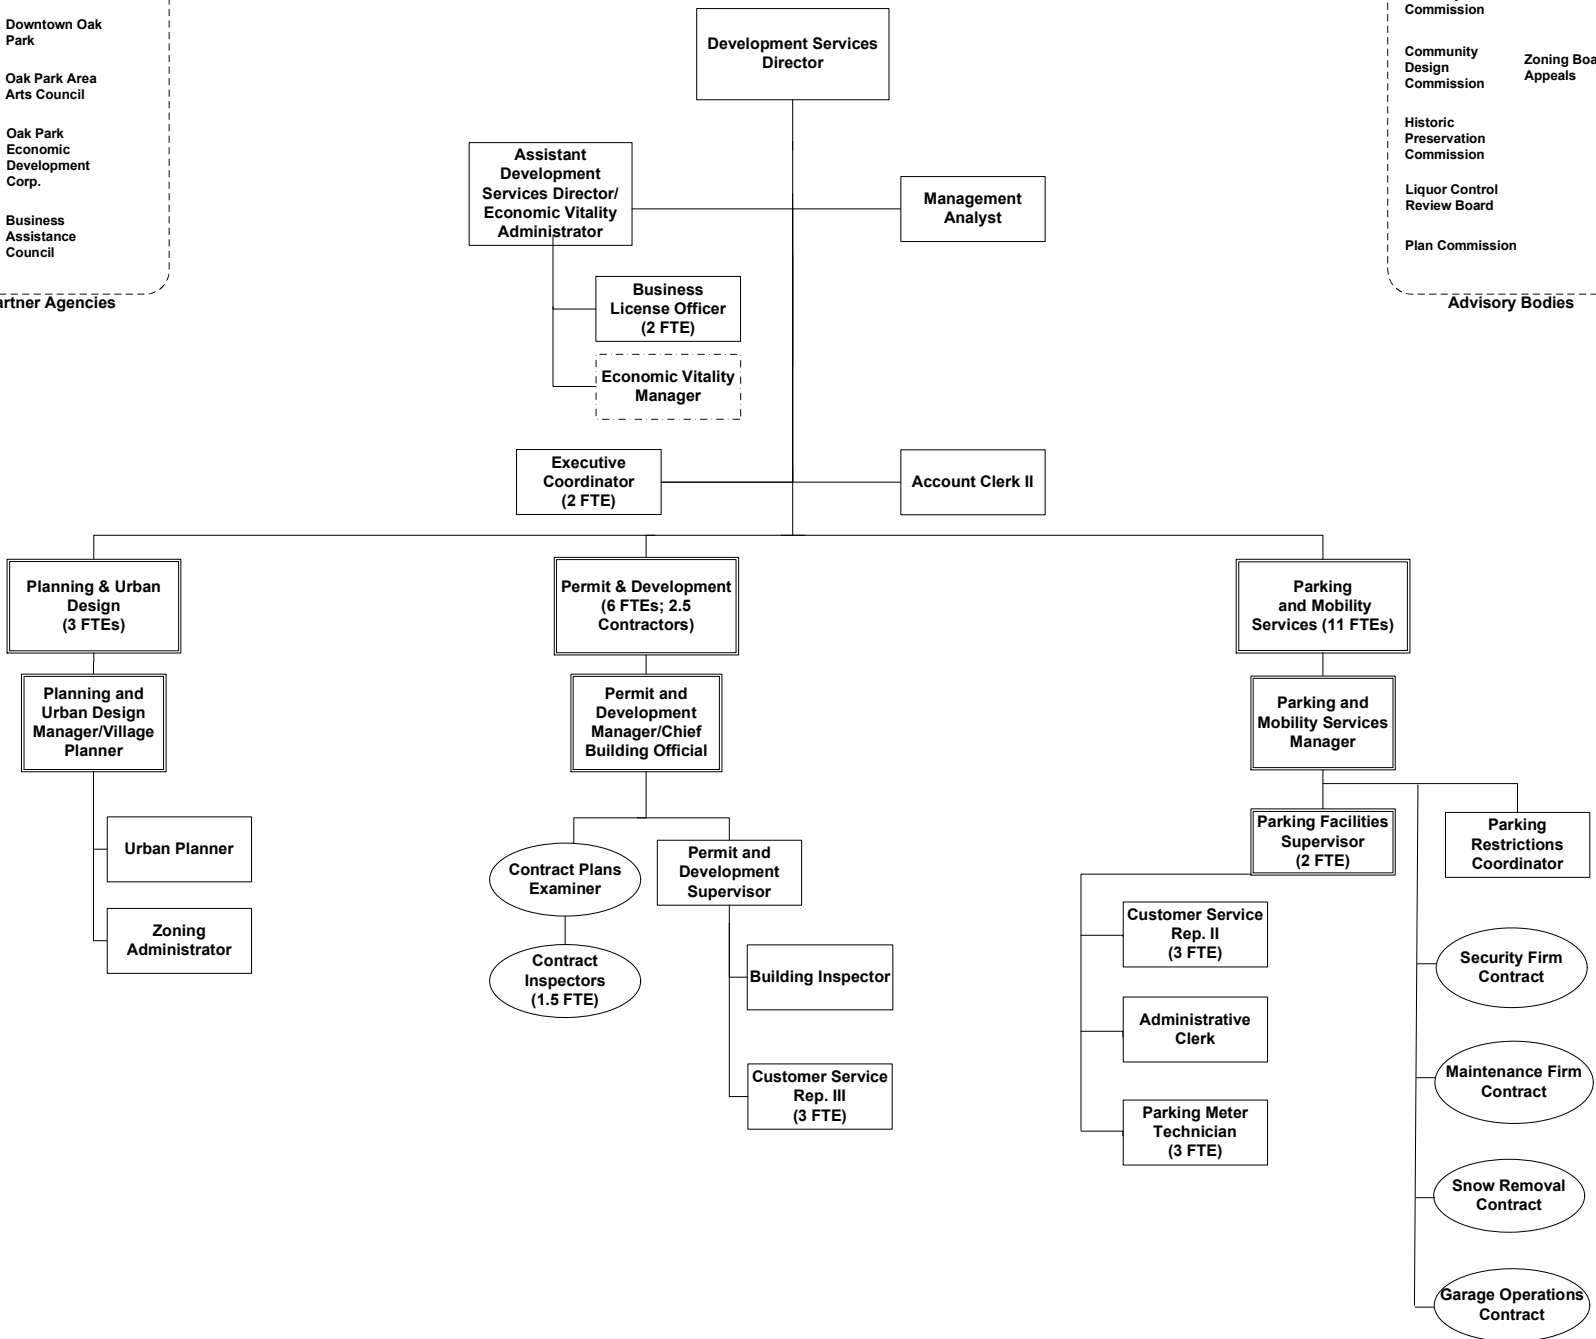 Downtown Oak
Park
Oak Park Area
Arts Council
Oak Park
Economic
Development
Corp.
Business
Assistance
Council
Agencies
Development Services
Director
Assistant
Development
Services Director/
Economic Vitality
Administrator
Management
Analyst
Business
License Officer
(2 FTE)
Economic Vitality
Manager
Executive
Coordinator
(2 FTE)
Account Clerk II
Commission
Community
Design
Commission
Zoning
Appeals
Historic
Preservation
Commission
Liquor Control
Review Board
Plan Commission
Advisory Bodies
Planning & Urban
Design
(3 FTEs)
Planning and
Urban Design
Manager/Village
Planner
Urban Planner
Zoning
Administrator
Permit & Development
(6 FTEs; 2.5
Contractors)
Permit and
Development
Manager/Chief
Building Official
Contract Plans
Examiner
Contract
Inspectors
(1.5 FTE)
Permit and
Development
Supervisor
Building Inspector
Customer Service
Rep. III
(3 FTE)
Parking
and Mobility
Services (11 FTEs)
Parking and
Mobility Services
Manager
Parking Facilities
Supervisor
(2 FTE)
Customer Service
Rep. II
(3 FTE)
Administrative
Clerk
Parking Meter
Technician
(3 FTE)
Parking
Restrictions
Coordinator
Security Firm
Contract
Maintenance Firm
Contract
Snow Removal
Contract
Garage Operations
Contract